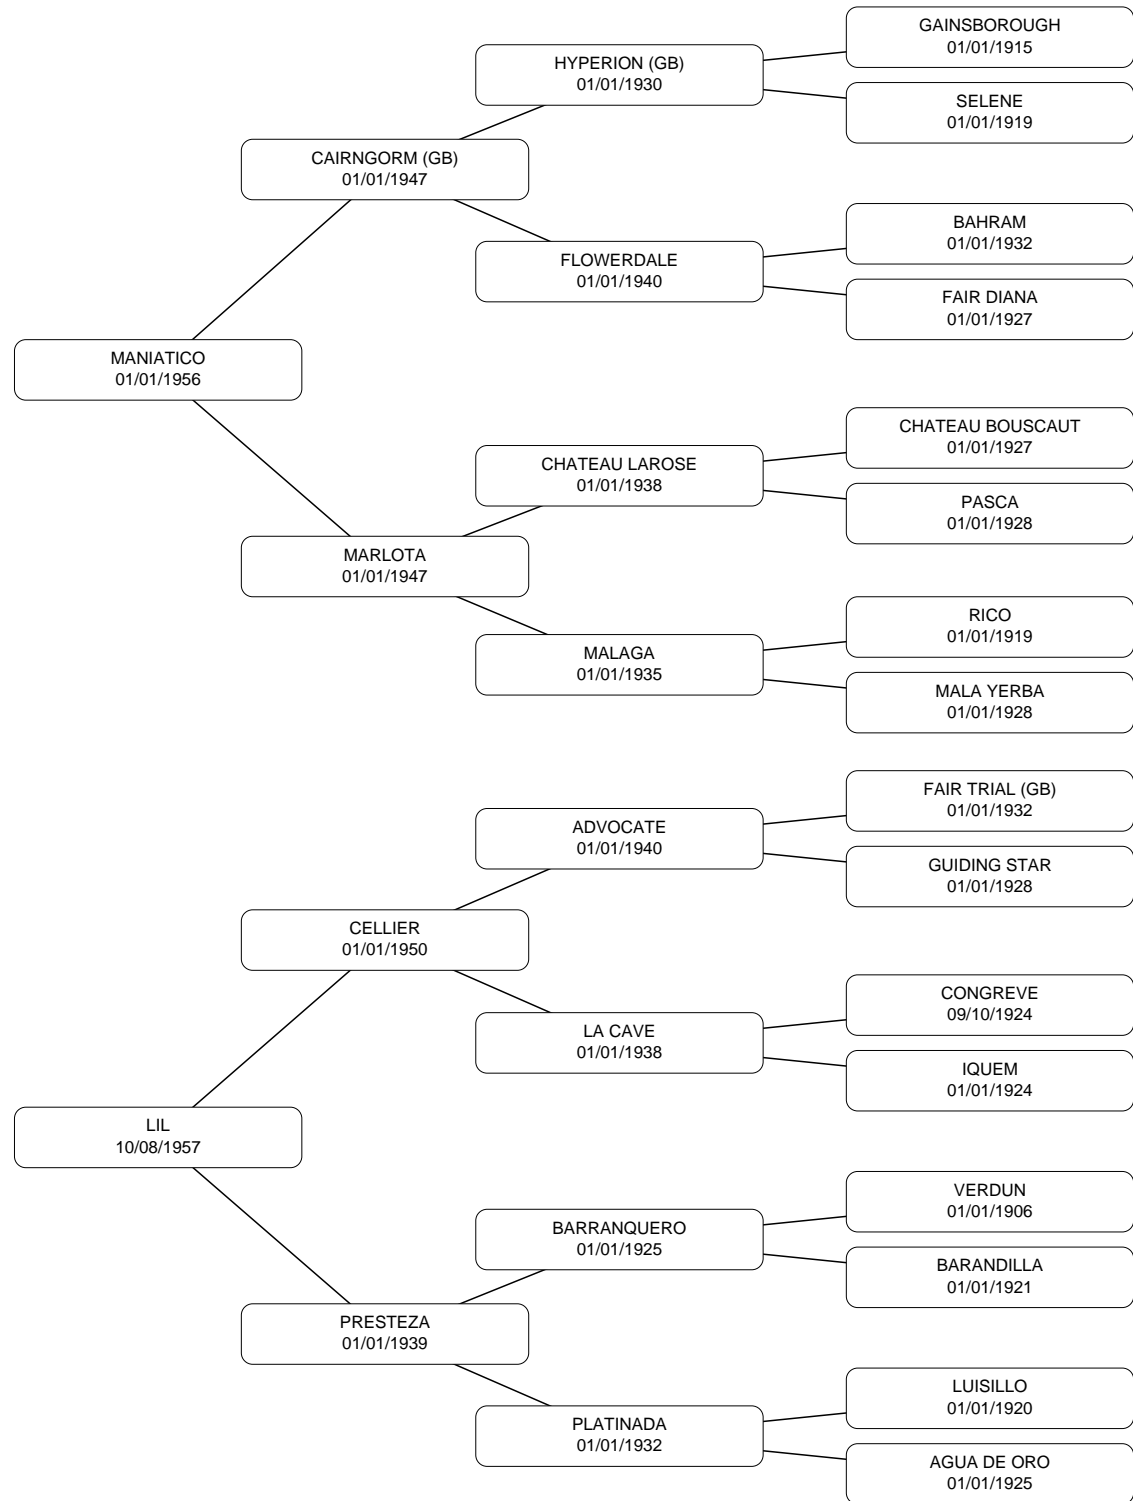 GAINSBOROUGH
01/01/1915
HYPERION (GB)
01/01/1930
SELENE
01/01/1919
CAIRNGORM (GB)
01/01/1947
BAHRAM
01/01/1932
FLOWERDALE
01/01/1940
FAIR DIANA
01/01/1927
MANIATICO
01/01/1956
CHATEAU BOUSCAUT
01/01/1927
CHATEAU LAROSE
01/01/1938
PASCA
01/01/1928
MARLOTA
01/01/1947
RICO
01/01/1919
MALAGA
01/01/1935
MALA YERBA
01/01/1928
FAIR TRIAL (GB)
01/01/1932
ADVOCATE
01/01/1940
GUIDING STAR
01/01/1928
CELLIER
01/01/1950
CONGREVE
09/10/1924
LA CAVE
01/01/1938
IQUEM
01/01/1924
LIL
10/08/1957
VERDUN
01/01/1906
BARRANQUERO
01/01/1925
BARANDILLA
01/01/1921
PRESTEZA
01/01/1939
LUISILLO
01/01/1920
PLATINADA
01/01/1932
AGUA DE ORO
01/01/1925